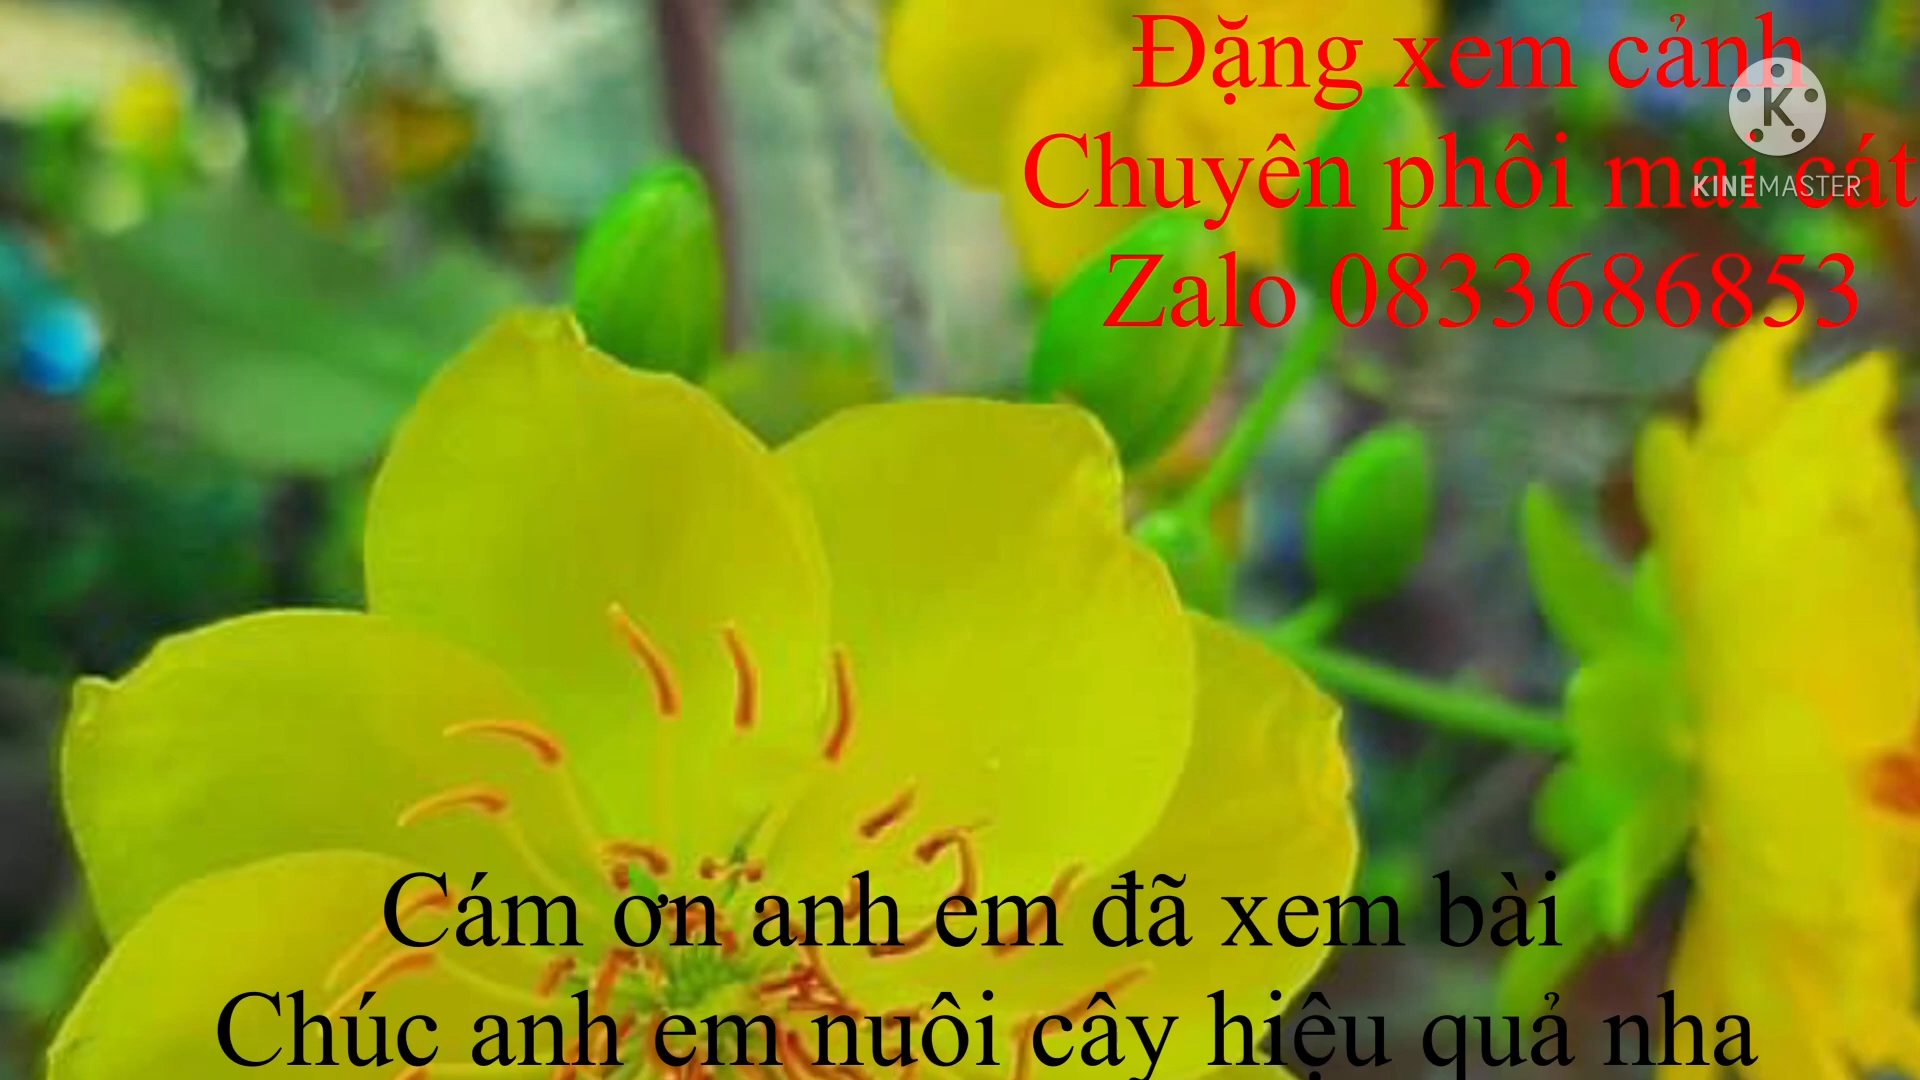 Đặng xem cảnh
Chuyên phôi mai cát
Zalo 0833686853
K
KINEMASTER
Cám ơn anh em đã xem bài
Chúc anh em nuôi cây hiệu quả nha